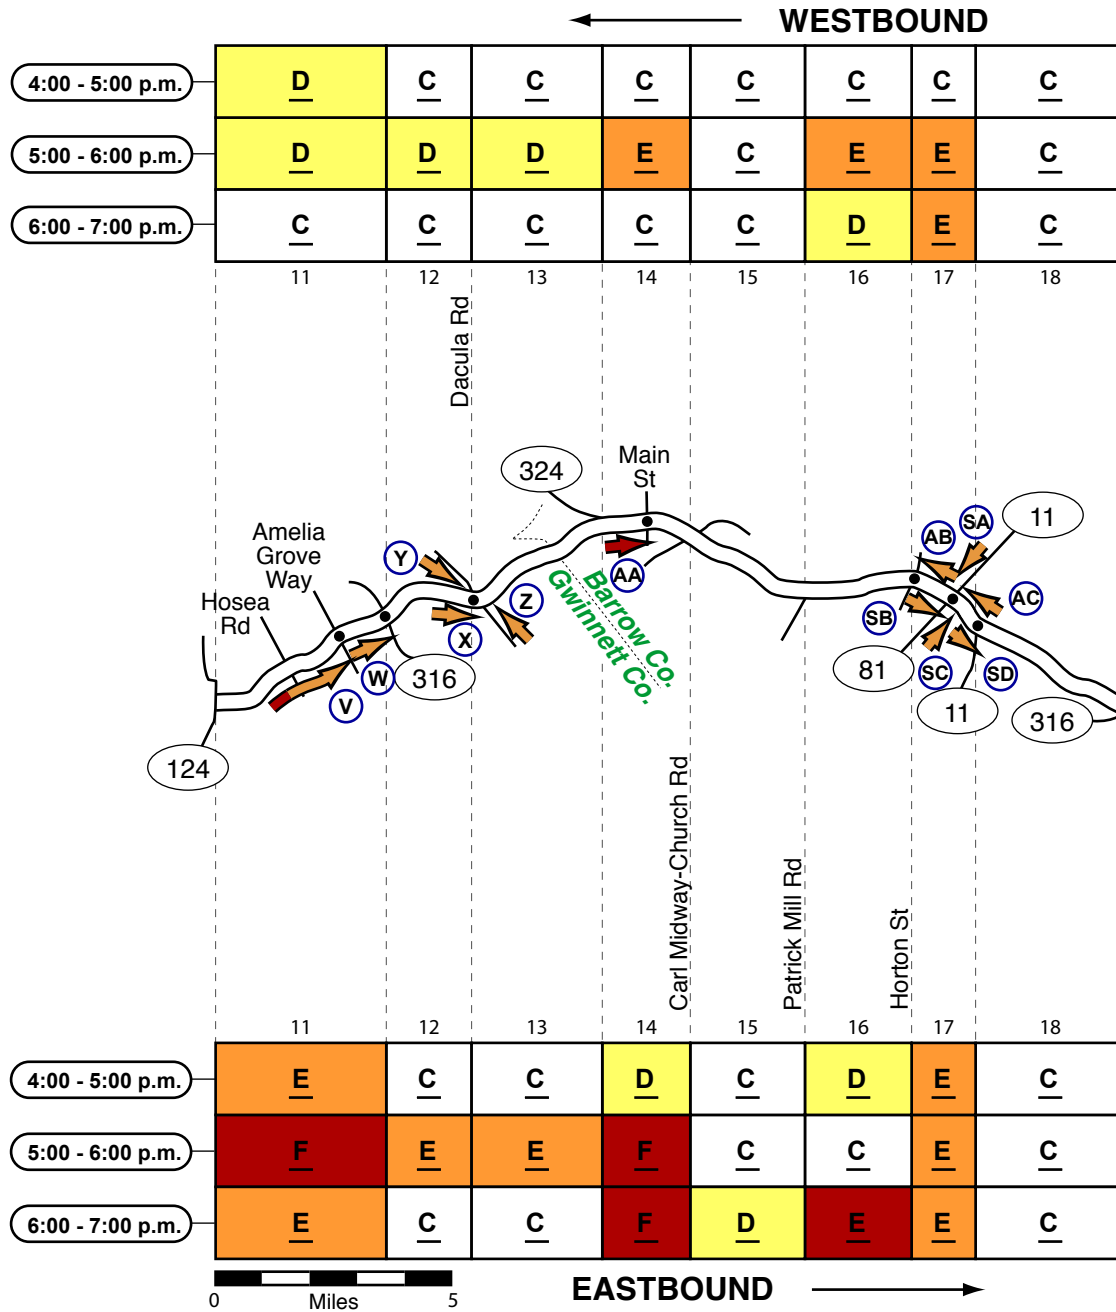 WESTBOUND
4:00 - 5:00 p.m. D C C C C C C C
5:00 - 6:00 p.m. D D D E C E E C
6:00 - 7:00 p.m. C C C C C D E C
11 12 13 14 15 16 17 18
Dacula Rd
324
Main
St
11
SA
AB
Amelia
Grove
Way
Y
AA
Hosea
Rd
Z
AC
Barrow Co.
Gwinnett Co.
SB
X
W
316
81
SC
SD
V
11
316
124
Carl Midway-Church Rd
Patrick Mill Rd
Horton St
11 12 13 14 15 16 17 18
4:00 - 5:00 p.m. E C C D C D E C
5:00 - 6:00 p.m. F E E F C C E C
6:00 - 7:00 p.m. E C C F D E E C
0 Miles 5
EASTBOUND